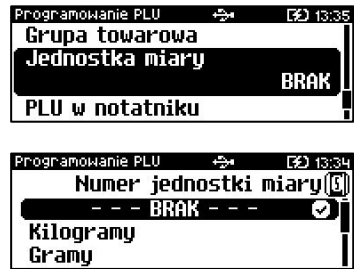 Programowanie PLU 13:35
Grupa towarowa
Jednostka miary
BRAK
PLU w notatniku
Programowanie PLU 13:34
Numer jednostki miary
- - - BRAK - - -
Kilogramy
Gramy